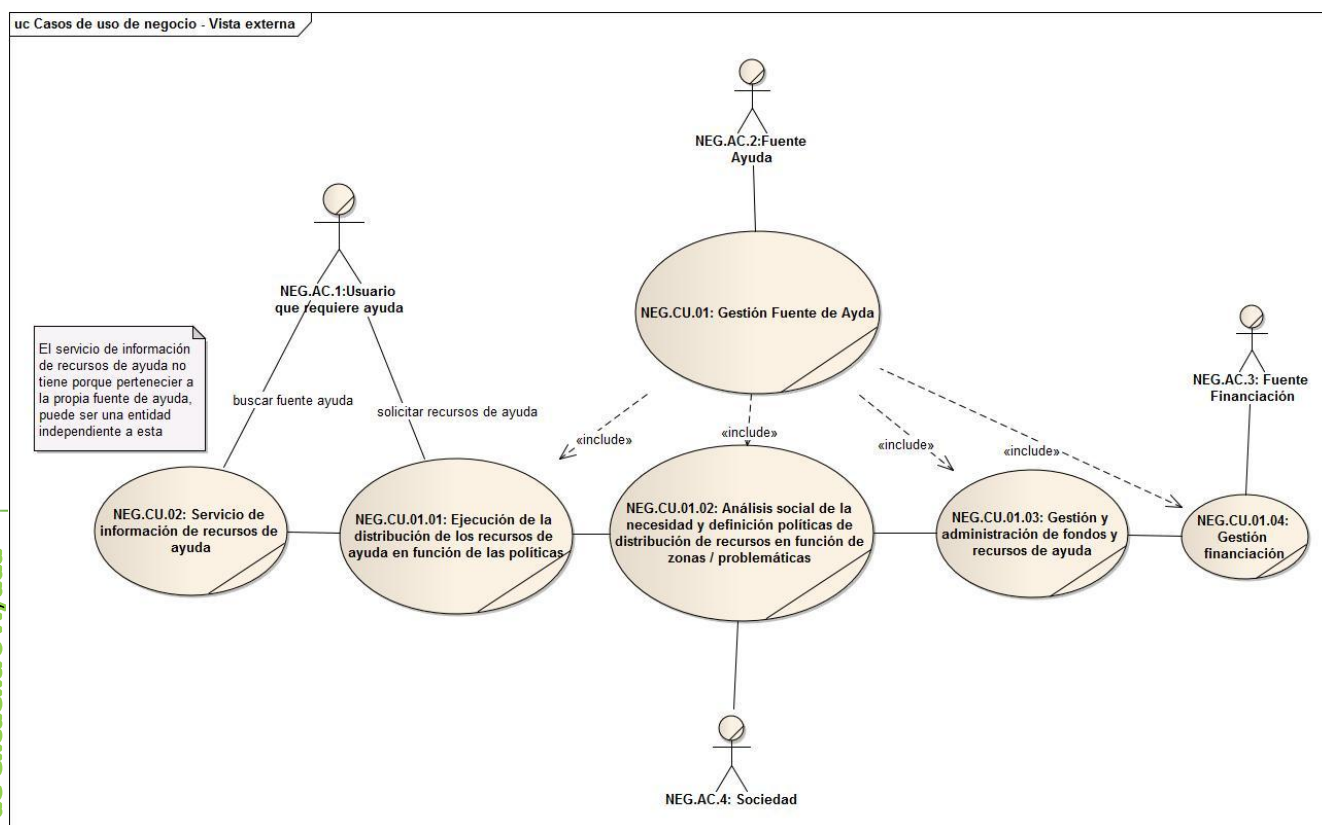 uc Casos de uso de negocio - Vista externa
NEG.AC.2:Fuente
Ayuda
NEG.AC.1:Usuario
que requiere ayuda
NEG.CU.01: Gestión Fuente de Ayda
El servicio de información
de recursos de ayuda no
tiene porque pertenecier a
la propia fuente de ayuda,
puede ser una entidad
independiente a esta
NEG.AC.3: Fuente
Financiación
buscar fuente ayuda
solicitar recursos de ayuda
«include»
«include»
«include»
«include»
NEG.CU.02: Servicio de
información de recursos de
ayuda
NEG.CU.01.01: Ejecución de la
distribución de los recursos de
ayuda en función de las políticas
NEG.CU.01.02: Análisis social de la
necesidad y definición políticas de
distribución de recursos en función de
zonas / problemáticas
NEG.CU.01.03: Gestión y
administración de fondos y
recursos de ayuda
NEG.CU.01.04:
Gestión
financiación
NEG.AC.4: Sociedad